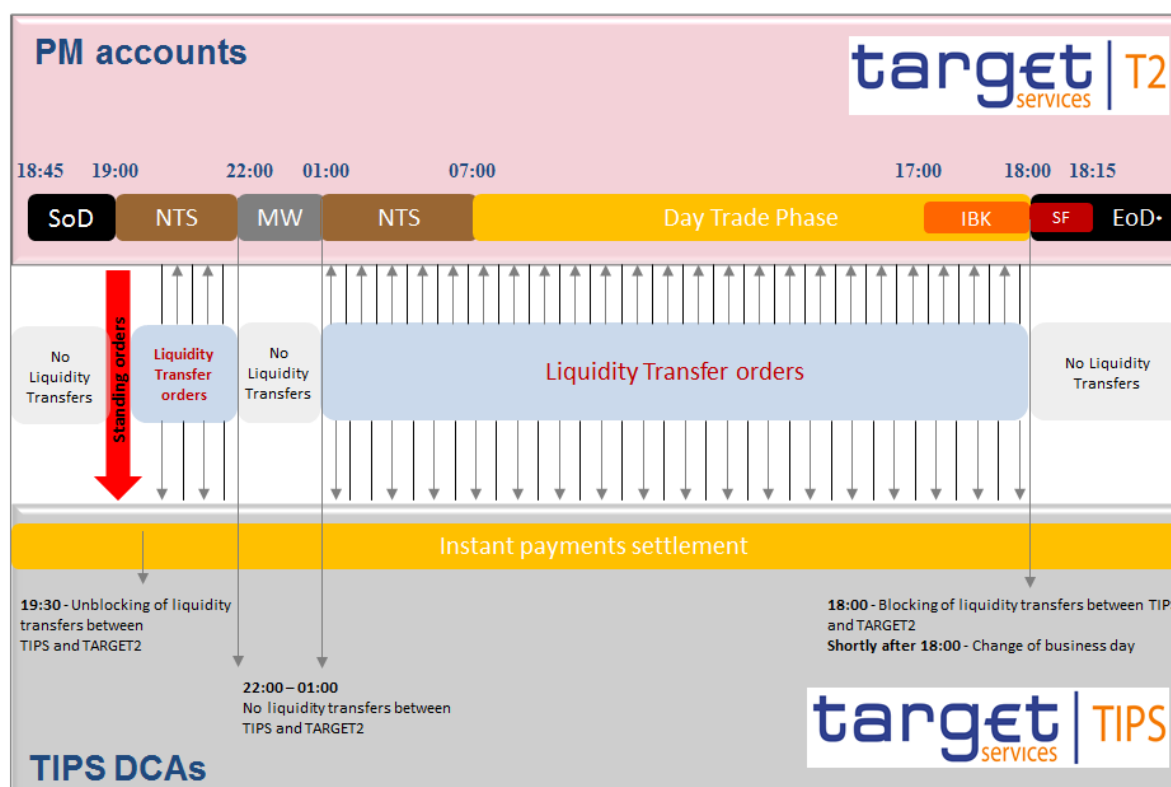 PM accounts
target | T2
services
18:45 19:00 22:00 01:00 07:00 17:00 18:00 18:15
SoD NTS MW NTS Day Trade Phase IBK SF EoD•
Standing orders
No
Liquidity
Transfers
Liquidity
Transfer
orders
No
Liquidity
Transfers
Liquidity Transfer orders
No Liquidity
Transfers
Instant payments settlement
19:30 - Unblocking of liquidity
transfers between
TIPS and TARGET2
18:00 - Blocking of liquidity transfers between TIP
and TARGET2
Shortly after 18:00 - Change of business day
22:00 – 01:00
No liquidity transfers between
TIPS and TARGET2
target | TIPS
services
TIPS DCAs